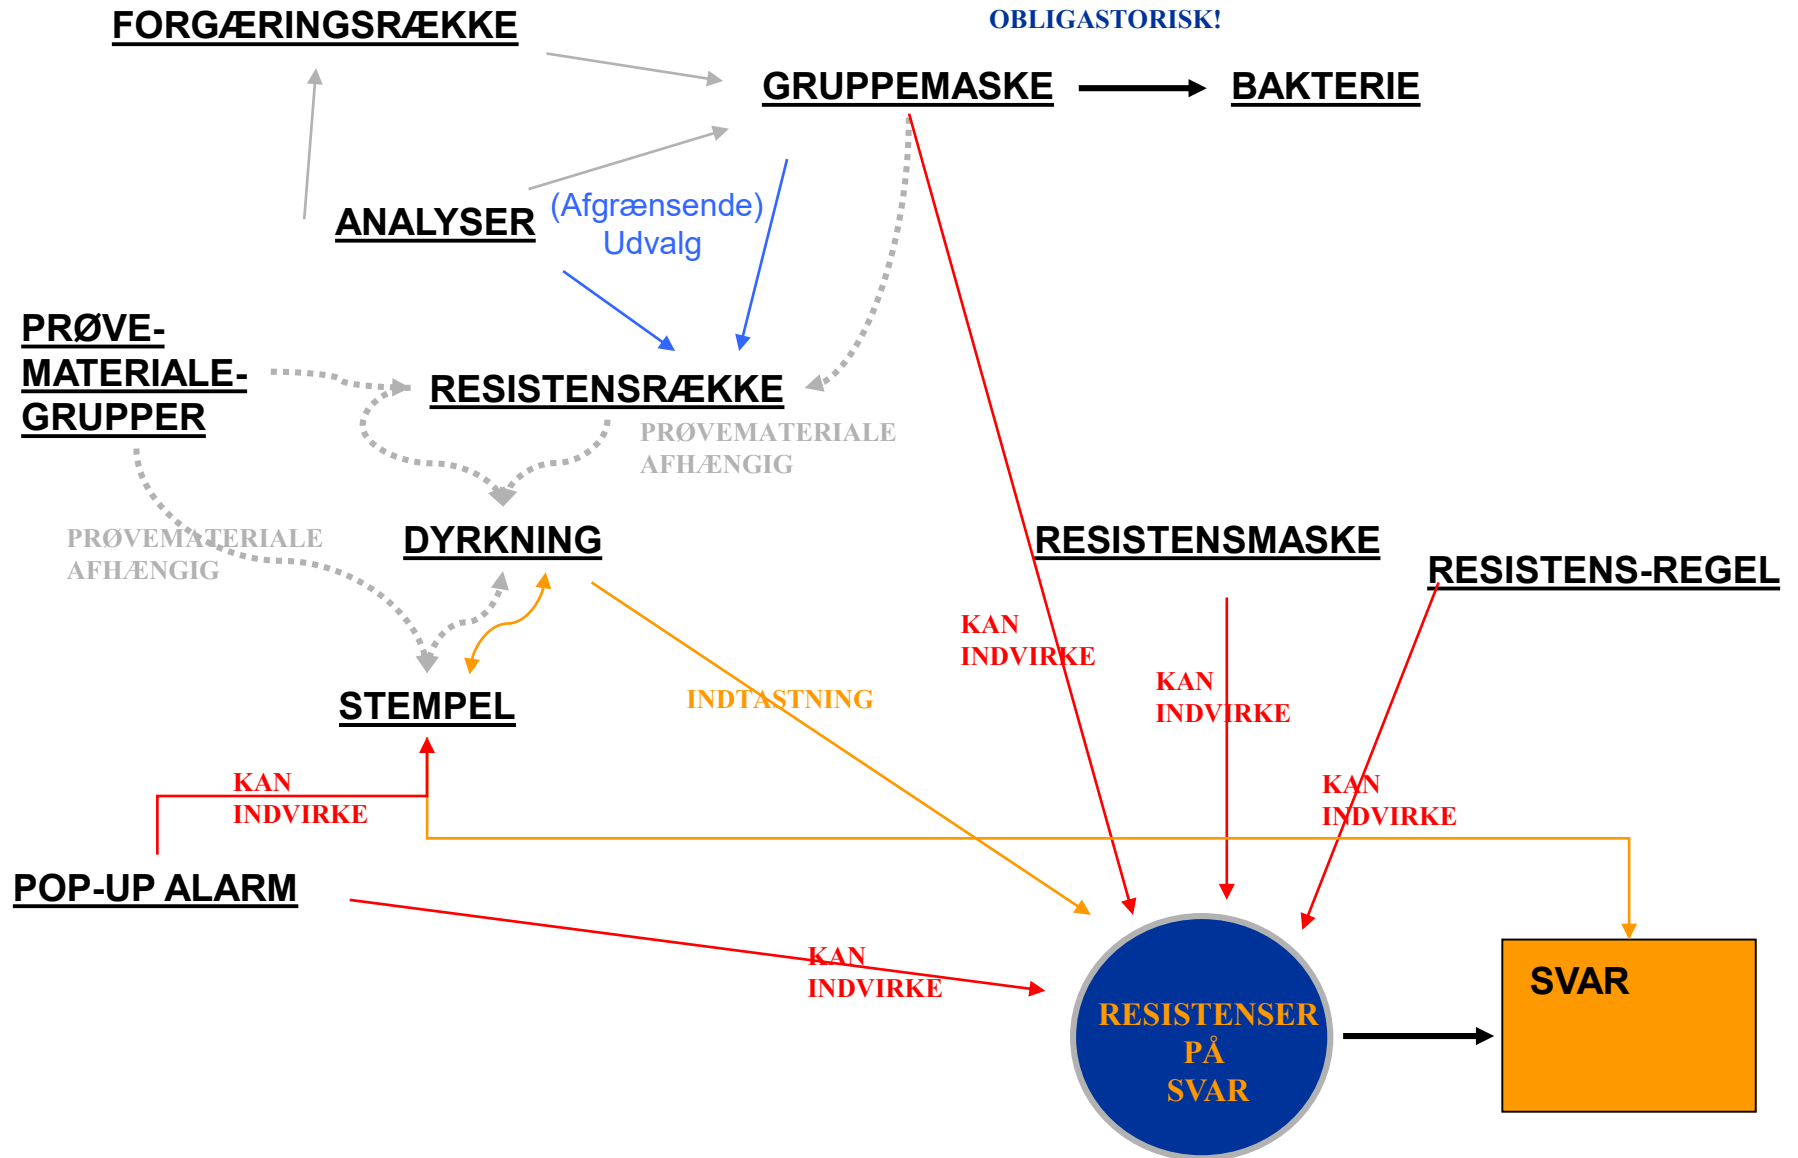 FORGÆRINGSRÆKKE
OBLIGASTORISK!
GRUPPEMASKE
BAKTERIE
ANALYSER
(Afgrænsende)
Udvalg
PRØVE-
MATERIALE-
GRUPPER
RESISTENSRÆKKE
PRØVEMATERIALE
AFHÆNGIG
PRØVEMATERIALE
AFHÆNGIG
DYRKNING
RESISTENSMASKE
RESISTENS-REGEL
KAN
INDVIRKE
KAN
INDVIRKE
INDTASTNING
STEMPEL
KAN
INDVIRKE
KAN
INDVIRKE
POP-UP ALARM
KAN
INDVIRKE
RESISTENSER
PÅ
SVAR
SVAR